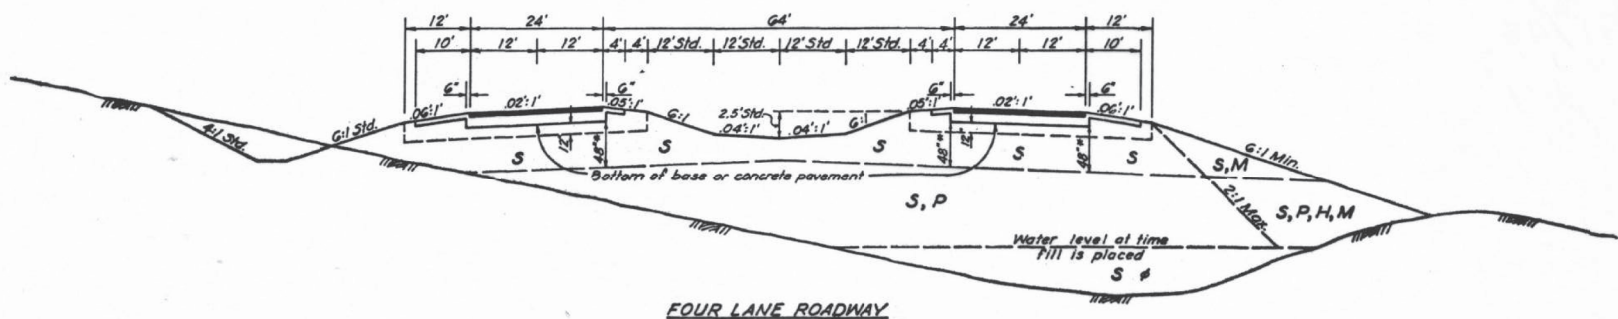 12' 24' 64' 24' 12'
10' 12' 12' 4' 4' 12' Std. 12' Std. 12' Std 12' Std. 4' 4' 12' 12' 10'
6" 6" 6" 6"
.06:1' .02:1' .05:1' 6:1 2.5' Std. 6:1 .05:1' .02:1' .06:1'
.04:1' .04:1'
4:1 Std. 6:1 Std. 6:1 Min.
S 12" 48"* S S 48"* 12" S 48"* S S, M
Bottom of base or concrete pavement
S, P 2:1 Max. S, P, H, M
Water level at time
fill is placed
S
FOUR LANE ROADWAY